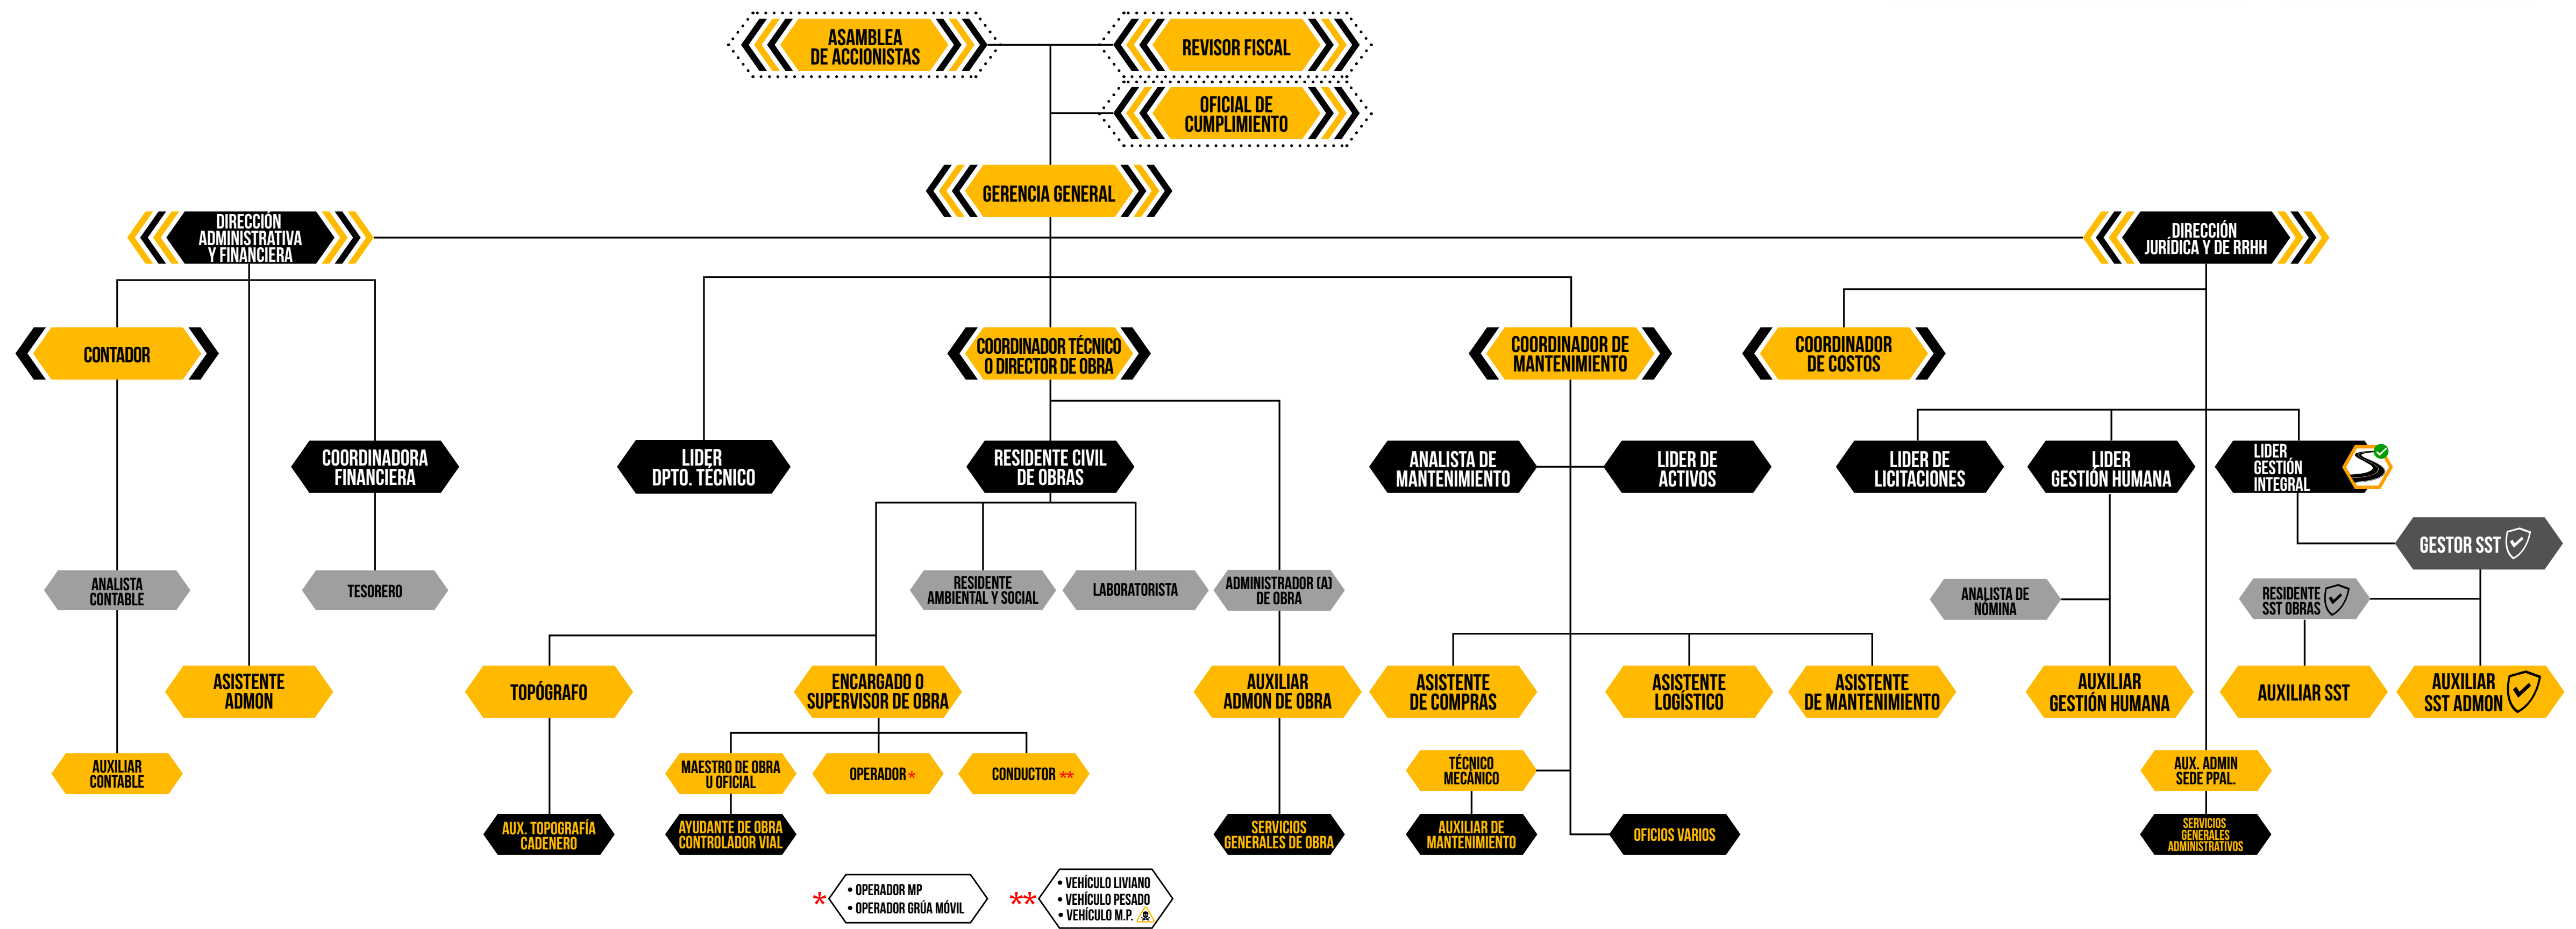 ASAMBLEA
DE ACCIONISTAS
REVISOR FISCAL
OFICIAL DE
CUMPLIMIENTO
GERENCIA GENERAL
DIRECCIÓN
ADMINISTRATIVA
Y FINANCIERA
DIRECCIÓN
JURÍDICA Y DE RRHH
CONTADOR
COORDINADOR TÉCNICO
O DIRECTOR DE OBRA
COORDINADOR DE
MANTENIMIENTO
COORDINADOR
DE COSTOS
COORDINADORA
FINANCIERA
LIDER
DPTO. TÉCNICO
RESIDENTE CIVIL
DE OBRAS
ANALISTA DE
MANTENIMIENTO
LIDER DE
ACTIVOS
LIDER DE
LICITACIONES
LIDER
GESTIÓN HUMANA
LIDER
GESTIÓN
INTEGRAL
GESTOR SST
ANALISTA
CONTABLE
TESORERO
RESIDENTE
AMBIENTAL Y SOCIAL
LABORATORISTA
ADMINISTRADOR (A)
DE OBRA
ANALISTA DE
NÓMINA
RESIDENTE
SST OBRAS
ASISTENTE
ADMON
TOPÓGRAFO
ENCARGADO O
SUPERVISOR DE OBRA
AUXILIAR
ADMON DE OBRA
ASISTENTE
DE COMPRAS
ASISTENTE
LOGÍSTICO
ASISTENTE
DE MANTENIMIENTO
AUXILIAR
GESTIÓN HUMANA
AUXILIAR SST
AUXILIAR
SST ADMON
AUXILIAR
CONTABLE
MAESTRO DE OBRA
U OFICIAL
OPERADOR *
CONDUCTOR **
TÉCNICO
MECÁNICO
AUX. ADMIN
SEDE PPAL.
AUX. TOPOGRAFÍA
CADENERO
AYUDANTE DE OBRA
CONTROLADOR VIAL
SERVICIOS
GENERALES DE OBRA
AUXILIAR DE
MANTENIMIENTO
OFICIOS VARIOS
SERVICIOS
GENERALES
ADMINISTRATIVOS
*
• OPERADOR MP
• OPERADOR GRÚA MÓVIL
**
• VEHÍCULO LIVIANO
• VEHÍCULO PESADO
• VEHÍCULO M.P.